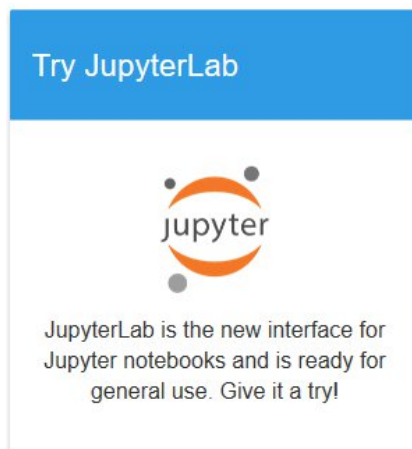 Try JupyterLab
jupyter
JupyterLab is the new interface for
Jupyter notebooks and is ready for
general use. Give it a try!